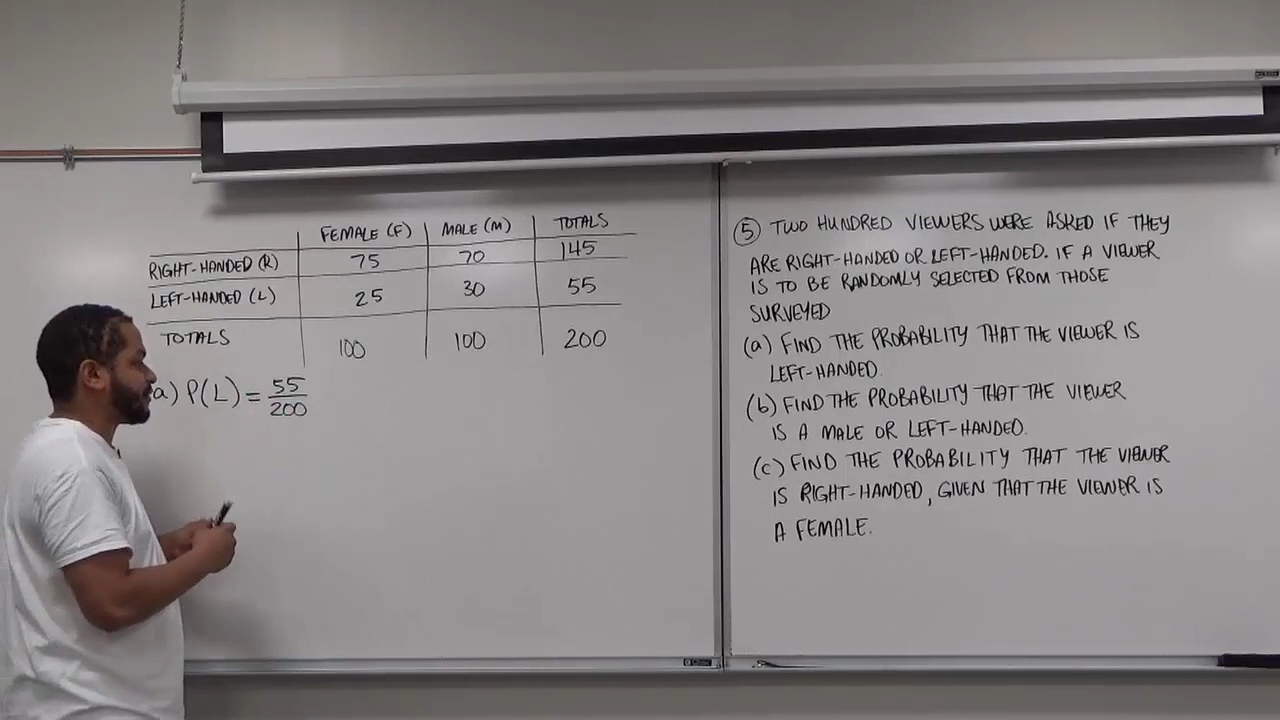 FEMALE (F) MALE (M) TOTALS
RIGHT-HANDED (R) 75 70 145
LEFT-HANDED (L) 25 30 55
TOTALS 100 100 200
a) P(L) = 55/200
5 TWO HUNDRED VIEWERS WERE ASKED IF THEY
ARE RIGHT-HANDED OR LEFT-HANDED. IF A VIEWER
IS TO BE RANDOMLY SELECTED FROM THOSE
SURVEYED
(a) FIND THE PROBABILITY THAT THE VIEWER IS
LEFT-HANDED.
(b) FIND THE PROBABILITY THAT THE VIEWER
IS A MALE OR LEFT-HANDED.
(c) FIND THE PROBABILITY THAT THE VIEWER
IS RIGHT-HANDED, GIVEN THAT THE VIEWER IS
A FEMALE.